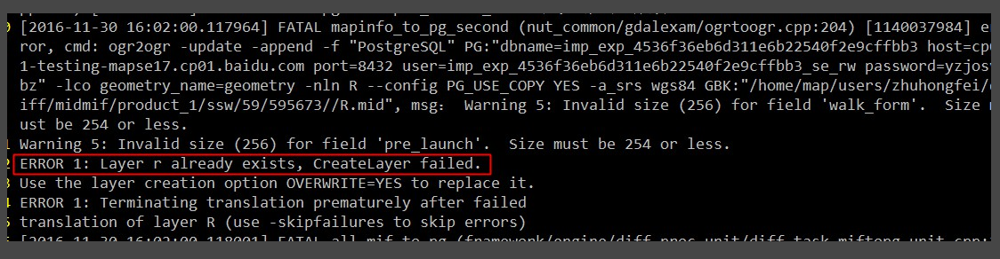 [2016-11-30 16:02:00.117964] FATAL mapinfo_to_pg_second (nut_common/gdalexam/ogrtoogr.cpp:204) [1140037984] er
ror, cmd: ogr2ogr -update -append -f "PostgreSQL" PG:"dbname=imp_exp_4536f36eb6d311e6b22540f2e9cffbb3 host=cp0
1-testing-mapse17.cp01.baidu.com port=8432 user=imp_exp_4536f36eb6d311e6b22540f2e9cffbb3_se_rw password=yzjosv
bz" -lco geometry_name=geometry -nln R --config PG_USE_COPY YES -a_srs wgs84 GBK:"/home/map/users/zhuhongfei/
iff/midmif/product_1/ssw/59/595673//R.mid", msg： Warning 5: Invalid size (256) for field 'walk_form'.  Size m
ust be 254 or less.
Warning 5: Invalid size (256) for field 'pre_launch'.  Size must be 254 or less.
2 ERROR 1: Layer r already exists, CreateLayer failed.
3 Use the layer creation option OVERWRITE=YES to replace it.
4 ERROR 1: Terminating translation prematurely after failed
5 translation of layer R (use -skipfailures to skip errors)
[2016-11-30 16:02:00.118001] FATAL all_mif_to_pg (framework/engine/diff_proc_unit/diff_task_miftopg_unit.cpp: